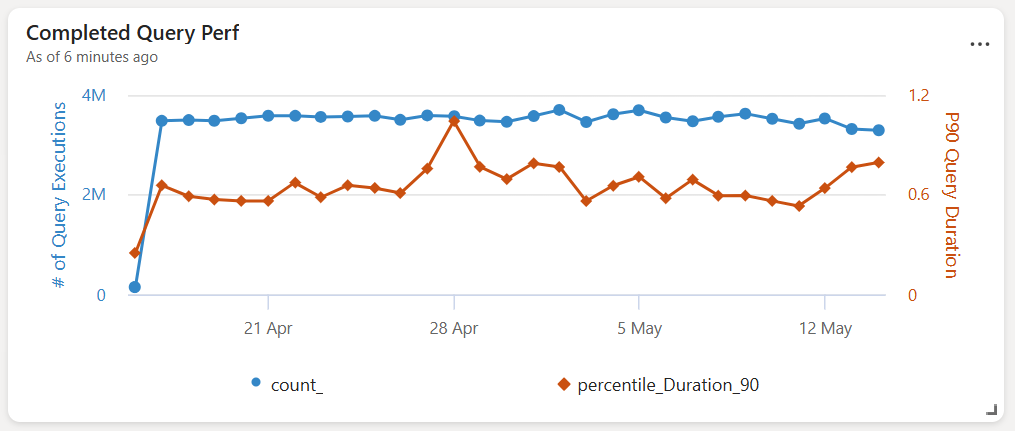 Completed Query Perf
As of 6 minutes ago
...
# of Query Executions
4M
2M
0
1.2
0.6
0
P90 Query Duration
21 Apr
28 Apr
5 May
12 May
count_
percentile_Duration_90